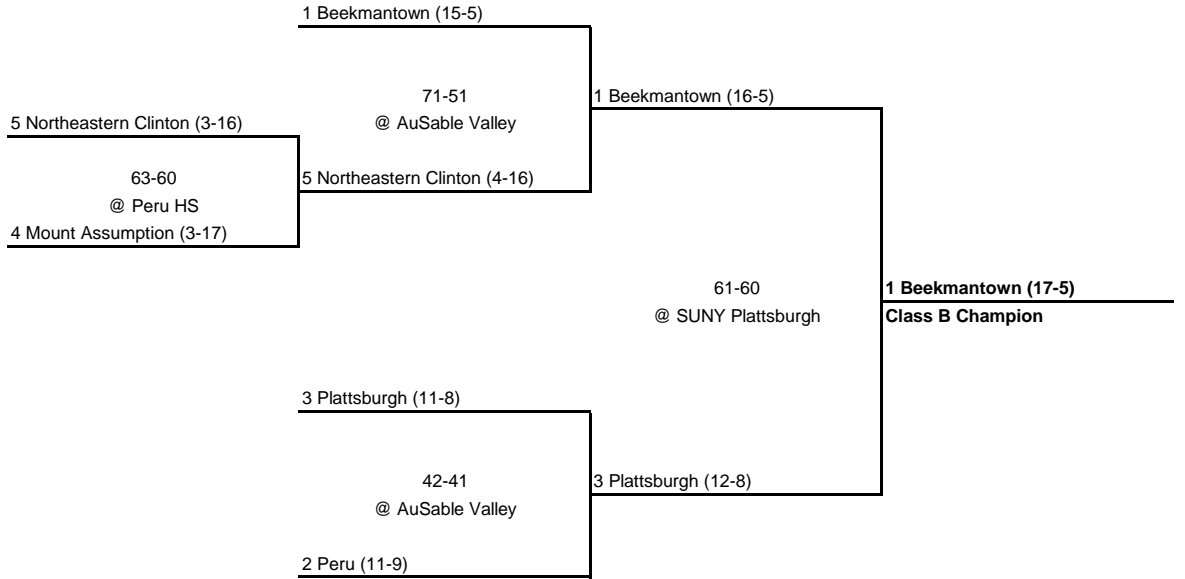 1 Beekmantown (15-5)
71-51
@ AuSable Valley
1 Beekmantown (16-5)
5 Northeastern Clinton (3-16)
63-60
@ Peru HS
5 Northeastern Clinton (4-16)
4 Mount Assumption (3-17)
61-60
@ SUNY Plattsburgh
1 Beekmantown (17-5)
Class B Champion
3 Plattsburgh (11-8)
42-41
@ AuSable Valley
3 Plattsburgh (12-8)
2 Peru (11-9)